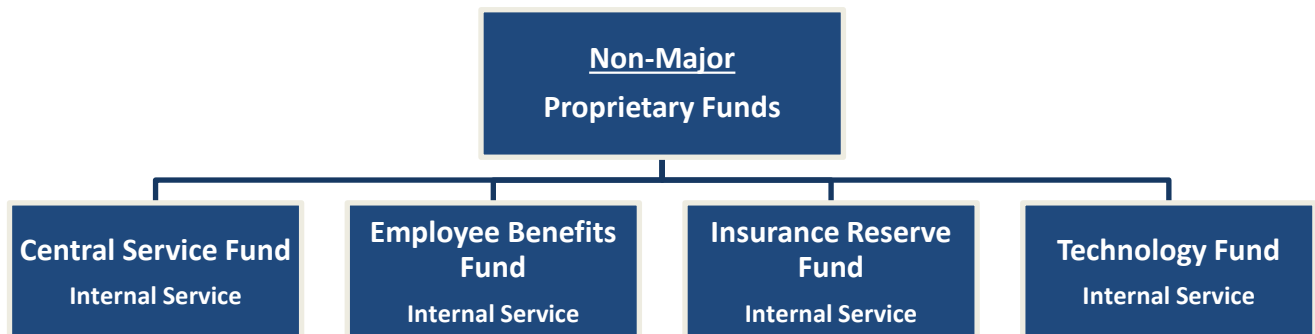 Non-Major
Proprietary Funds
Central Service Fund
Internal Service
Employee Benefits
Fund
Internal Service
Insurance Reserve
Fund
Internal Service
Technology Fund
Internal Service